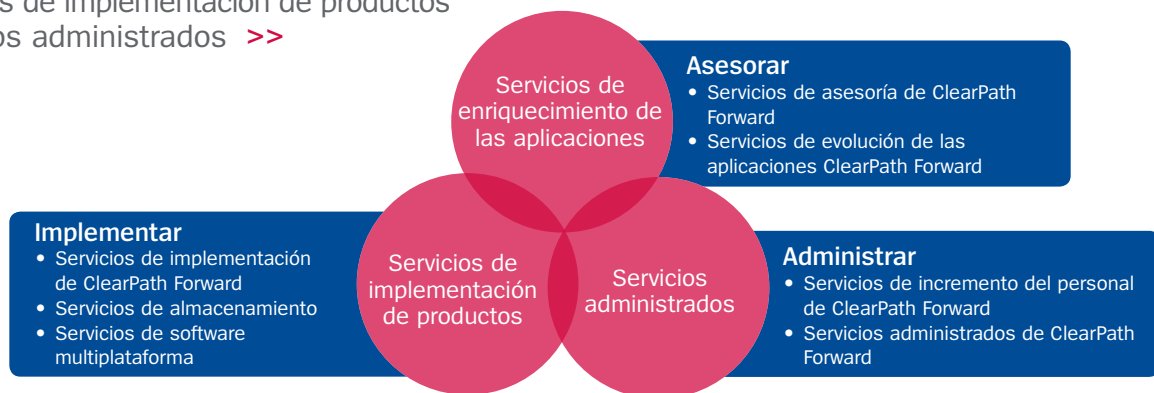 s de implementación de productos
os administrados >>
Servicios de
enriquecimiento de
las aplicaciones
Asesorar
• Servicios de asesoría de ClearPath
Forward
• Servicios de evolución de las
aplicaciones ClearPath Forward
Implementar
• Servicios de implementación
de ClearPath Forward
• Servicios de almacenamiento
• Servicios de software
multiplataforma
Servicios de
implementación
de productos
Servicios
administrados
Administrar
• Servicios de incremento del personal
de ClearPath Forward
• Servicios administrados de ClearPath
Forward